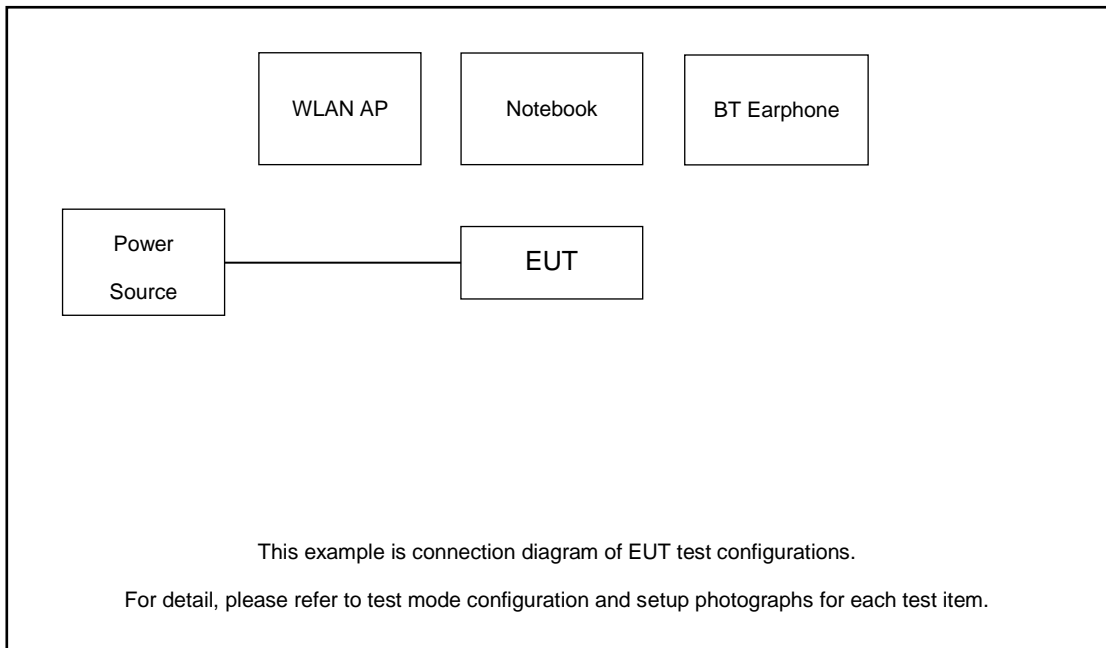 WLAN AP
Notebook
BT Earphone
Power
Source
EUT
This example is connection diagram of EUT test configurations.
For detail, please refer to test mode configuration and setup photographs for each test item.